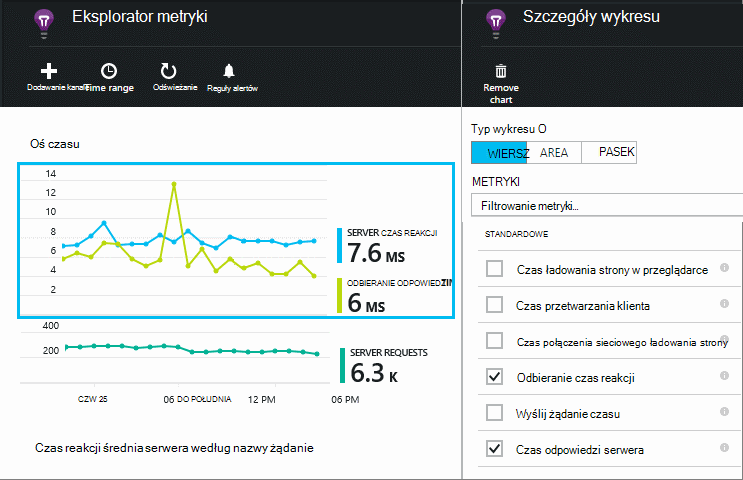 Eksplorator metryki
Dodawanie kanału
Time range
Odświeżanie
Reguły alertów
Oś czasu
14
12
10
8
6
4
2
SERVER CZAS REAKCJI
7.6 MS
ODBIERANIE ODPOWIEDZI
6 MS
400
200
SERVER REQUESTS
6.3 K
CZW 25
06 DO POŁUDNIA
12 PM
06 PM
Czas reakcji średnia serwera według nazwy żądanie
Szczegóły wykresu
Remove
chart
Typ wykresu O
WIERSZ
AREA
PASEK
METRYKI
Filtrowanie metryki...
STANDARDOWE
Czas ładowania strony w przeglądarce
Czas przetwarzania klienta
Czas połączenia sieciowego ładowania strony
Odbieranie czas reakcji
Wyślij żądanie czasu
Czas odpowiedzi serwera